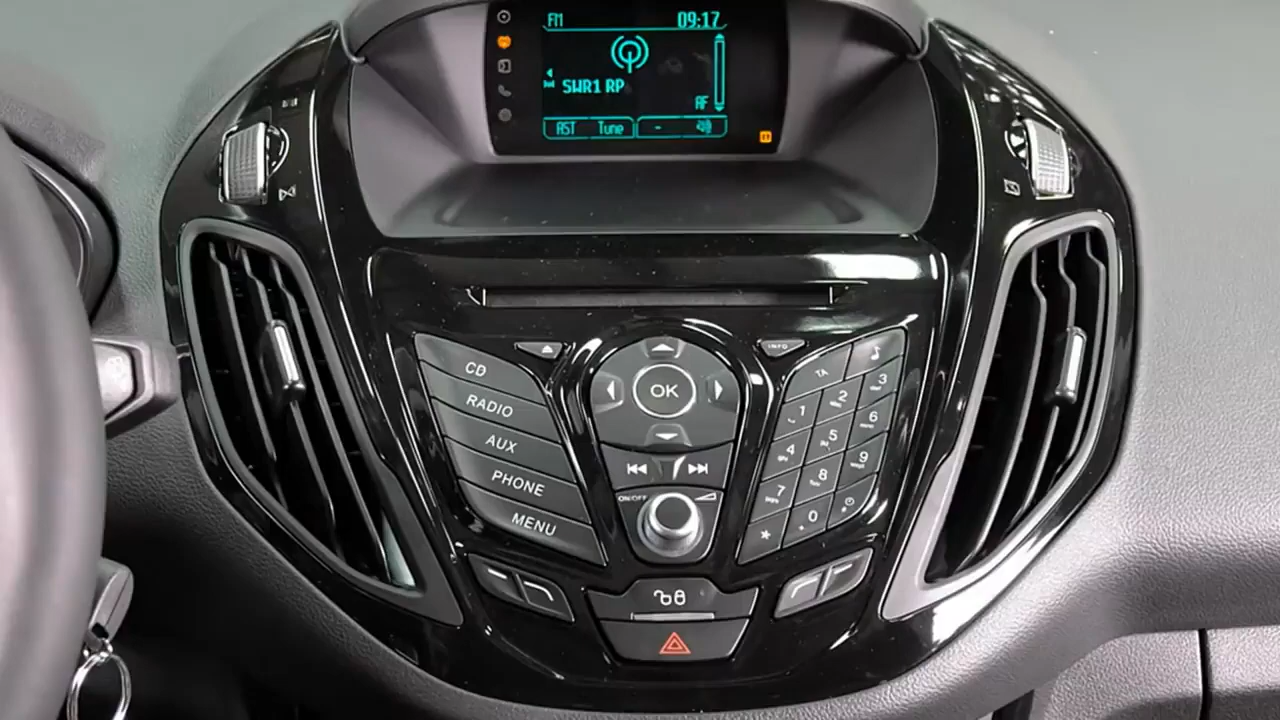 FM 09:17
SWR1 RP
AF
AST Tune -
CD
RADIO
AUX
PHONE
MENU
OK
INFO
ON/OFF
TA
1 2 3
4 5 6
7 8 9
* 0